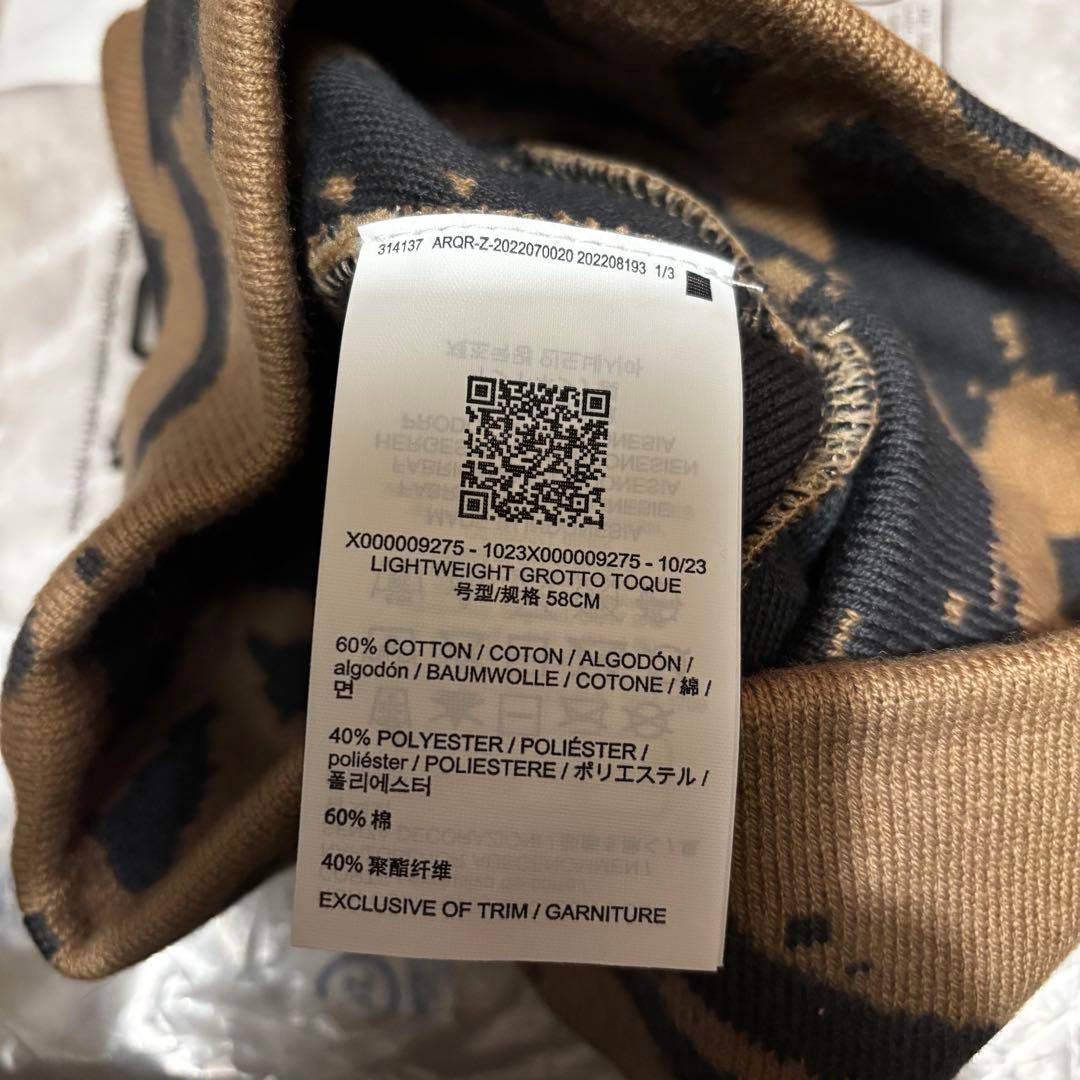 314137 ARQR-Z-2022070020 202208193 1/3
X000009275 - 1023X000009275 - 10/23
LIGHTWEIGHT GROTTO TOQUE
号型/规格 58CM
60% COTTON / COTON / ALGODÓN /
algodón / BAUMWOLLE / COTONE / 綿 /
면
40% POLYESTER / POLIÉSTER /
poliéster / POLIESTERE / ポリエステル /
폴리에스터
60% 棉
40% 聚酯纤维
EXCLUSIVE OF TRIM / GARNITURE